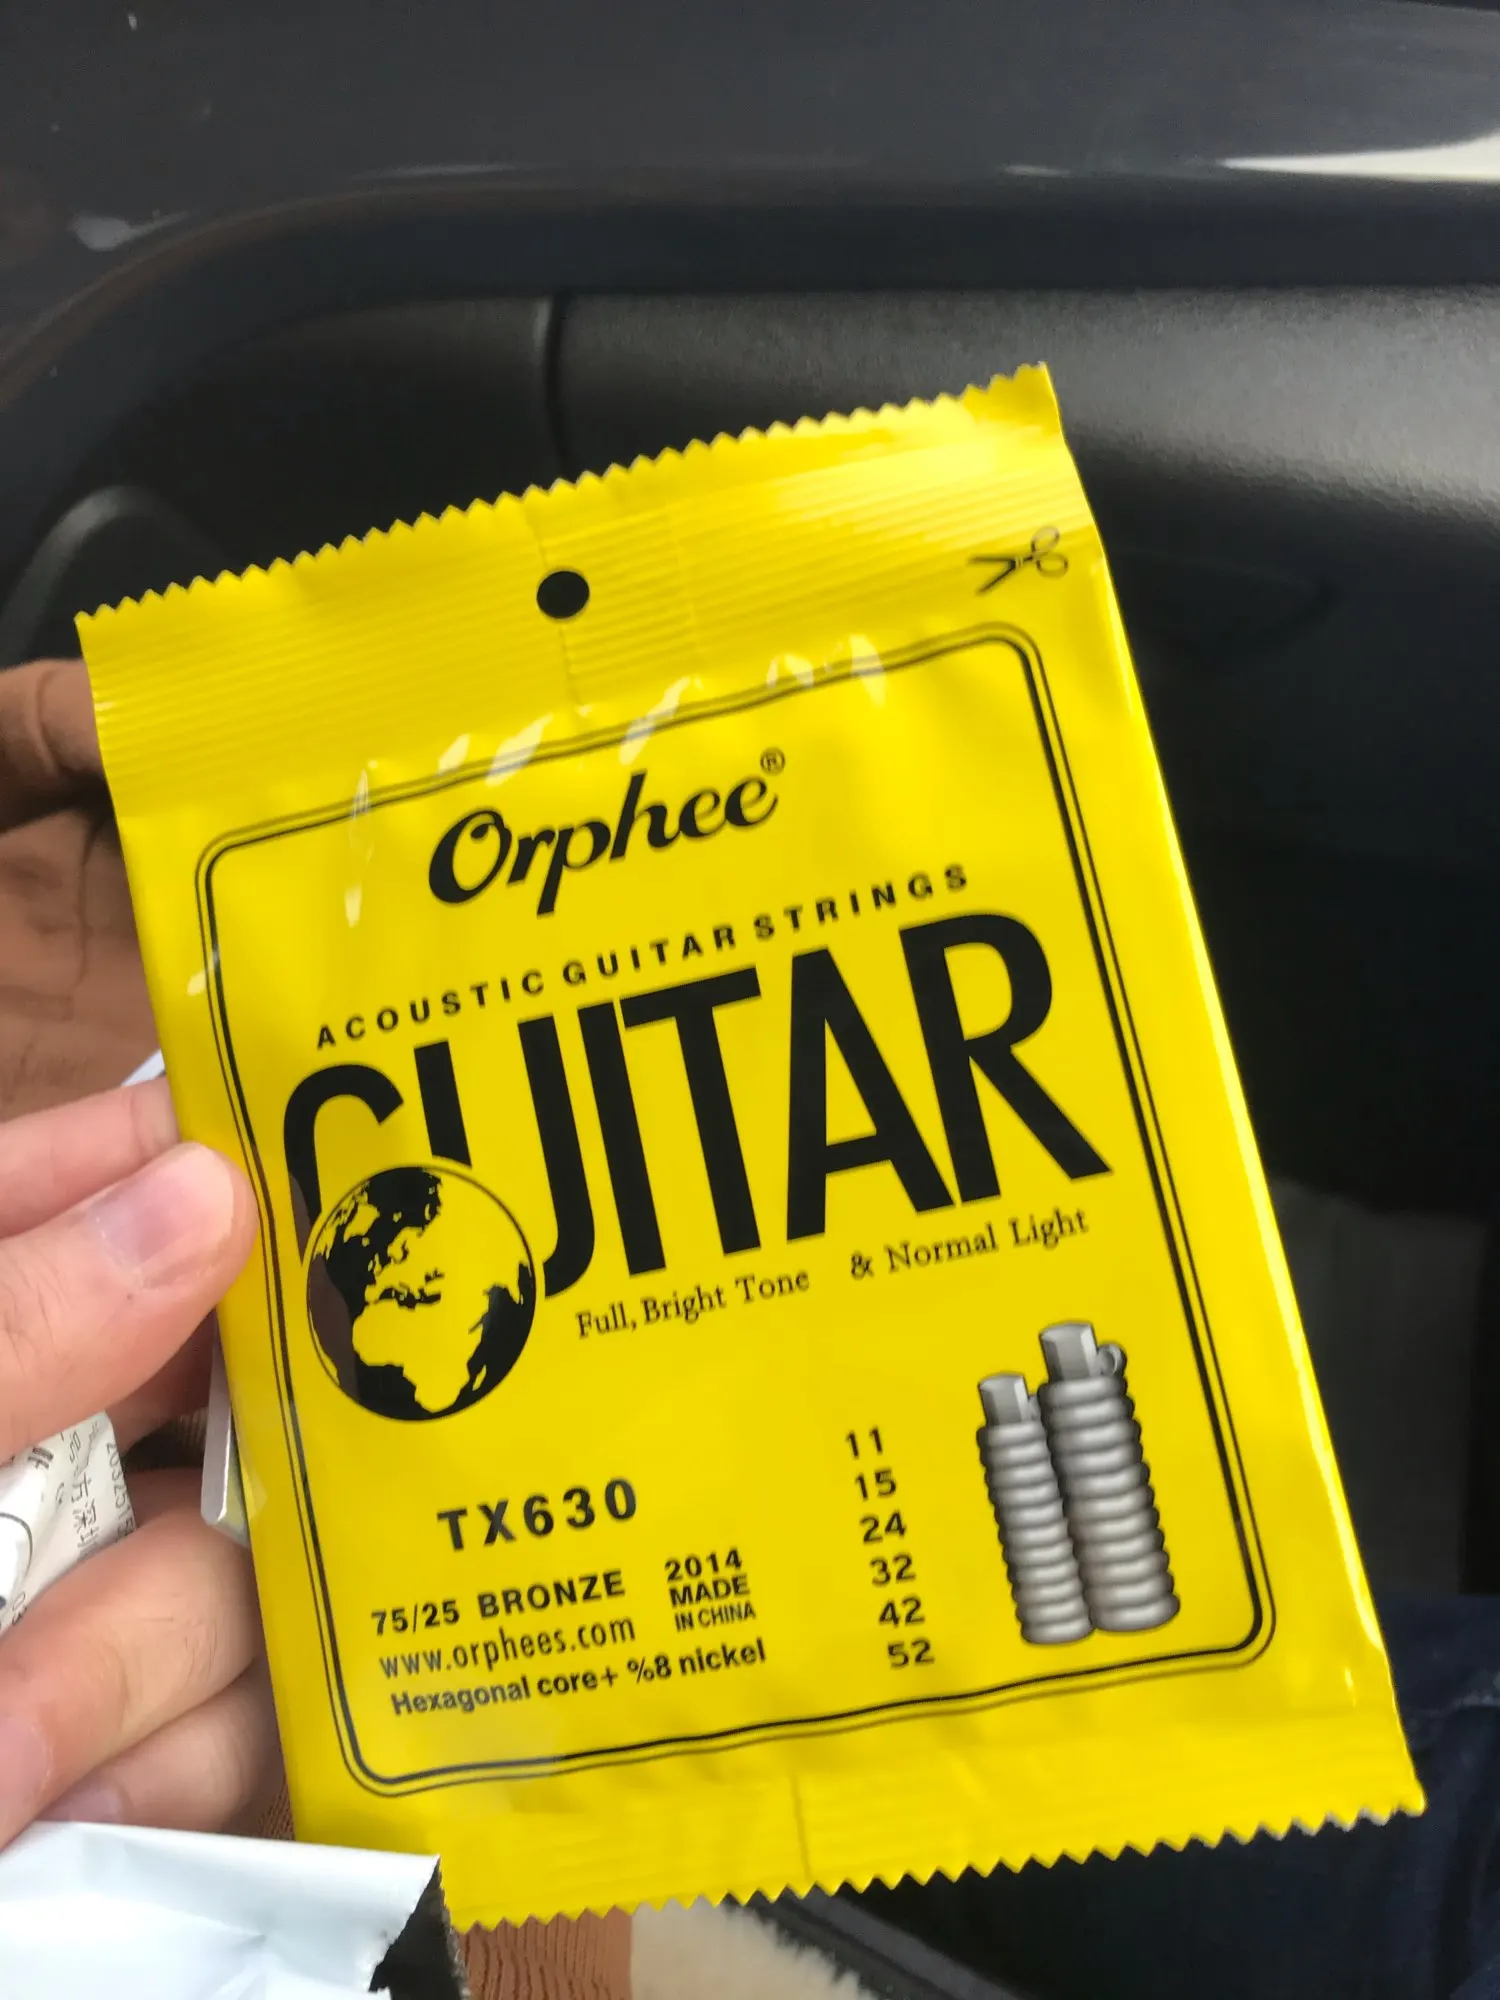 Orphee®
ACOUSTIC GUITAR STRINGS
GUITAR
Full, Bright Tone & Normal Light
TX630
75/25 BRONZE
2014
MADE
IN CHINA
www.orphees.com
Hexagonal core+ %8 nickel
11
15
24
32
42
52